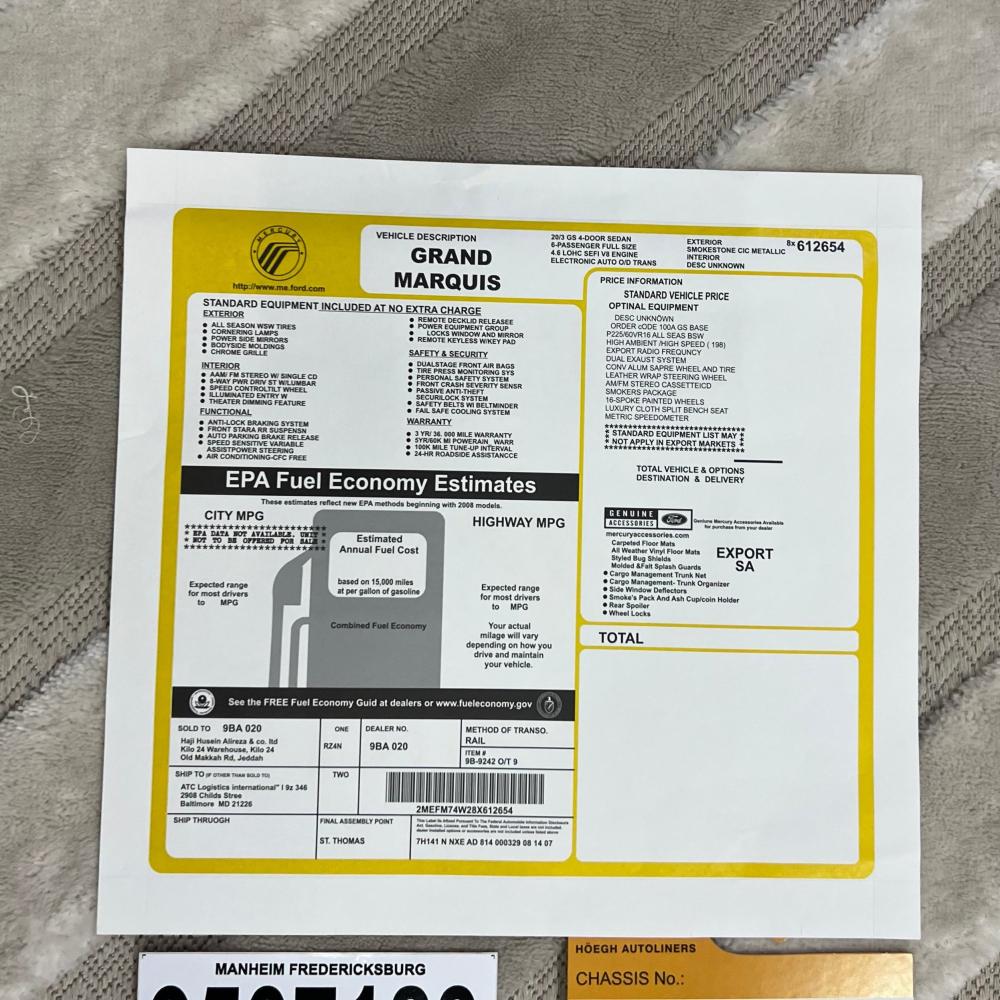 MERCURY
http://www.me.ford.com
VEHICLE DESCRIPTION
GRAND
MARQUIS
20/3 GS 4-DOOR SEDAN
6-PASSENGER FULL SIZE
4.6 LOHC SEFI V8 ENGINE
ELECTRONIC AUTO O/D TRANS
EXTERIOR
SMOKESTONE CIC METALLIC
INTERIOR
DESC UNKNOWN
8x 612654
STANDARD EQUIPMENT INCLUDED AT NO EXTRA CHARGE
EXTERIOR
● ALL SEASON WSW TIRES
● CORNERING LAMPS
● POWER SIDE MIRRORS
● BODYSIDE MOLDINGS
● CHROME GRILLE
INTERIOR
● AAM/ FM STEREO W/ SINGLE CD
● 8-WAY PWR DRIV ST W/LUMBAR
● SPEED CONTROLTILT WHEEL
● ILLUMINATED ENTRY W
● THEATER DIMMING FEATURE
FUNCTIONAL
● ANTI-LOCK BRAKING SYSTEM
● FRONT STARA RR SUSPENSN
● AUTO PARKING BRAKE RELEASE
● SPEED SENSITIVE VARIABLE
ASSISTPOWER STEERING
● AIR CONDITIONING-CFC FREE
● REMOTE DECKLID RELEASEE
● POWER EQUIPMENT GROUP
LOCKS WINDOW AND MIRROR
● REMOTE KEYLESS W/KEY PAD
SAFETY & SECURITY
● DUALSTAGE FRONT AIR BAGS
● TIRE PRESS MONITORING SYS
● PERSONAL SAFETY SYSTEM
● FRONT CRASH SEVERITY SENSR
● PASSIVE ANTI-THEFT
SECURILOCK SYSTEM
● SAFETY BELTS W/ BELTMINDER
● FAIL SAFE COOLING SYSTEM
WARRANTY
● 3 YR/ 36. 000 MILE WARRANTY
● 5YR/60K MI POWERAIN_ WARR
● 100K MILE TUNE-UP INTERVAL
● 24-HR ROADSIDE ASSISTANCCE
PRICE INFORMATION
STANDARD VEHICLE PRICE
OPTINAL EQUIPMENT
DESC UNKNOWN
ORDER cODE 100A GS BASE
P225/60VR16 ALL SEAS BSW
HIGH AMBIENT /HIGH SPEED ( 198)
EXPORT RADIO FREQUNCY
DUAL EXAUST SYSTEM
CONV ALUM SAPRE WHEEL AND TIRE
LEATHER WRAP STEERING WHEEL
AM/FM STEREO CASSETTEICD
SMOKERS PACKAGE
16-SPOKE PAINTED WHEELS
LUXURY CLOTH SPLIT BENCH SEAT
METRIC SPEEDOMETER
* STANDARD EQUIPMENT LIST MAY *
* NOT APPLY IN EXPORT MARKETS *
TOTAL VEHICLE & OPTIONS
DESTINATION & DELIVERY
GENUINE
ACCESSORIES
Ford
Genluns Mercury Accessories Available
for purchase from your dealer
mercuryaccessories.com
Carpeted Floor Mats
All Weather Vinyl Floor Mats
Styled Bug Shields
Molded &Falt Splash Guards
● Cargo Management Trunk Net
● Cargo Management- Trunk Organizer
● Side Window Deflectors
● Smoke's Pack And Ash Cup/coin Holder
● Rear Spoiler
● Wheel Locks
EXPORT
SA
TOTAL
EPA Fuel Economy Estimates
These estimates reflect new EPA methods beginning with 2008 models.
CITY MPG
* EPA DATA NOT AVAILABLE. UNIT *
* NOT TO BE OFFERED FOR SALE *
HIGHWAY MPG
Estimated
Annual Fuel Cost
based on 15,000 miles
at per gallon of gasoline
Combined Fuel Economy
Expected range
for most drivers
to MPG
Expected range
for most drivers
to MPG
Your actual
milage will vary
depending on how you
drive and maintain
your vehicle.
See the FREE Fuel Economy Guid at dealers or www.fueleconomy.gov
SOLD TO 9BA 020
Haji Husein Alireza & co. ltd
Kilo 24 Warehouse, Kilo 24
Old Makkah Rd, Jeddah
ONE
RZ4N
DEALER NO.
9BA 020
METHOD OF TRANSO.
RAIL
ITEM #
9B-9242 O/T 9
SHIP TO (IF OTHER THAN SOLD TO)
ATC Logistics international" I 9z 346
2908 Childs Stree
Baltimore MD 21226
TWO
2MEFM74W28X612654
SHIP THRUOGH
FINAL ASSEMBLY POINT
ST. THOMAS
7H141 N NXE AD 814 000329 08 14 07
MANHEIM FREDERICKSBURG
HÖEGH AUTOLINERS
CHASSIS No.: